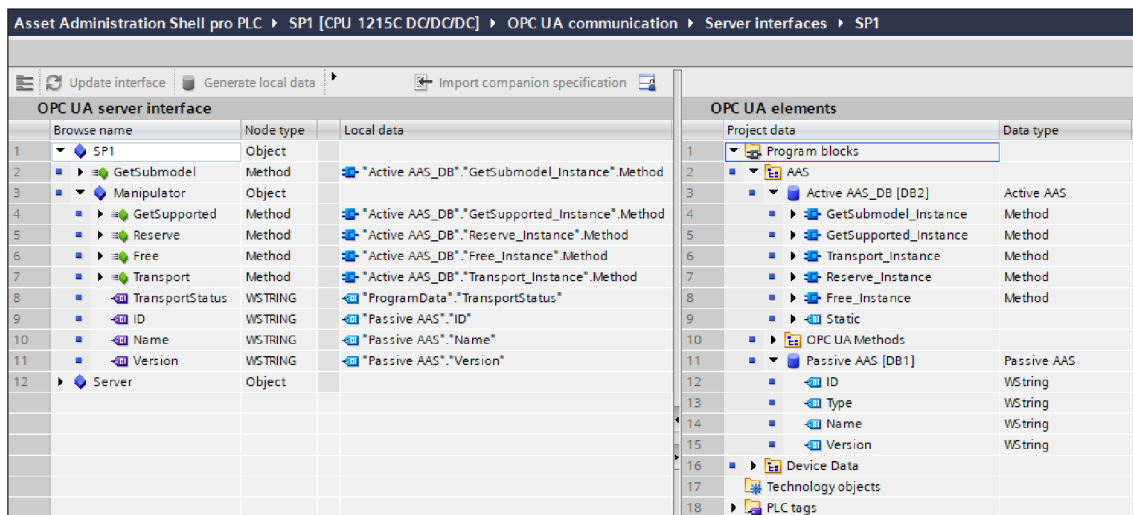 Asset Administration Shell pro PLC ▸ SP1 [CPU 1215C DC/DC/DC] ▸ OPC UA communication ▸ Server interfaces ▸ SP1
Update interface Generate local data Import companion specification
OPC UA server interface
Browse name Node type Local data
1 SP1 Object
2 GetSubmodel Method "Active AAS_DB"."GetSubmodel_Instance".Method
3 Manipulator Object
4 GetSupported Method "Active AAS_DB"."GetSupported_Instance".Method
5 Reserve Method "Active AAS_DB"."Reserve_Instance".Method
6 Free Method "Active AAS_DB"."Free_Instance".Method
7 Transport Method "Active AAS_DB"."Transport_Instance".Method
8 TransportStatus WSTRING "ProgramData"."TransportStatus"
9 ID WSTRING "Passive AAS"."ID"
10 Name WSTRING "Passive AAS"."Name"
11 Version WSTRING "Passive AAS"."Version"
12 Server Object
OPC UA elements
Project data Data type
1 Program blocks
2 AAS
3 Active AAS_DB [DB2] Active AAS
4 GetSubmodel_Instance Method
5 GetSupported_Instance Method
6 Transport_Instance Method
7 Reserve_Instance Method
8 Free_Instance Method
9 Static
10 OPC UA Methods
11 Passive AAS [DB1] Passive AAS
12 ID WString
13 Type WString
14 Name WString
15 Version WString
16 Device Data
17 Technology objects
18 PLC tags